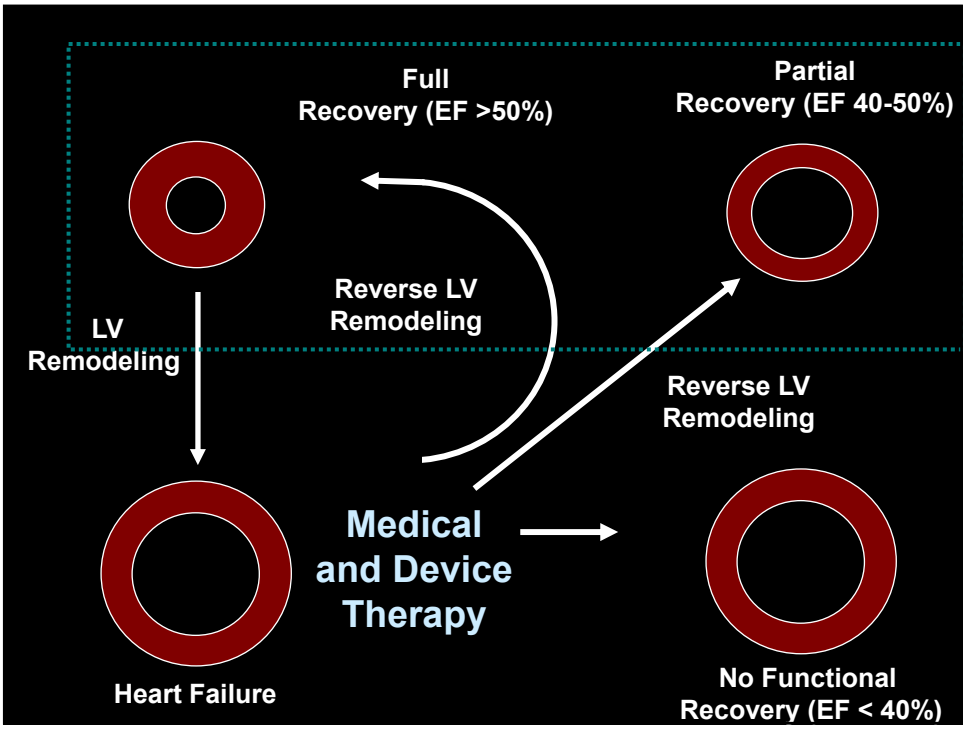 Full
Recovery (EF >50%)
Partial
Recovery (EF 40-50%)
Reverse LV
Remodeling
LV
Remodeling
Reverse LV
Remodeling
Medical
and Device
Therapy
Heart Failure
No Functional
Recovery (EF < 40%)